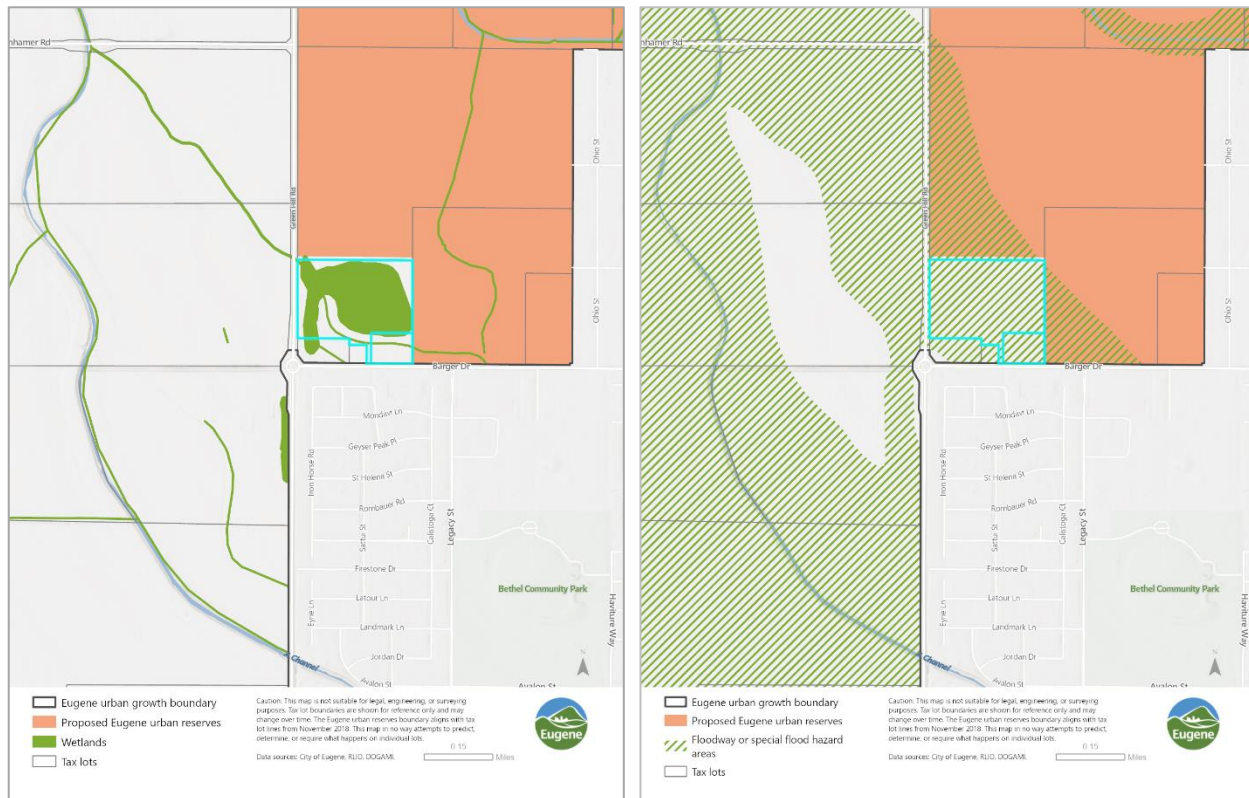 nhamer Rd
Ohio St
Green Hill Rd
Ohio St
Barger Dr
Mondavi Ln
Geyser Peak Pl
Iron Horse Rd
St Helena St
Rombauer Rd
Sattui St
Calistoga Ct
Legacy St
Firestone Dr
Bethel Community Park
Latour Ln
Eyrie Ln
Landmark Ln
Haviture Way
Jordan Dr
N
Channel
Avalon St
Avalon St
Eugene urban growth boundary
Proposed Eugene urban reserves
Wetlands
Tax lots
Caution: This map is not suitable for legal, engineering, or surveying
purposes. Tax lot boundaries are shown for reference only and may
change over time. The Eugene urban reserves boundary aligns with tax
lot lines from November 2018. This map in no way attempts to predict,
determine, or require what happens on individual lots.
Data sources: City of Eugene, RLID, DOGAMI.
0.15
Miles
Eugene
nhamer Rd
Ohio St
Green Hill Rd
Ohio St
Barger Dr
Mondavi Ln
Geyser Peak Pl
Iron Horse Rd
St Helena St
Rombauer Rd
Sattui St
Calistoga Ct
Legacy St
Firestone Dr
Bethel Community Park
Latour Ln
Eyrie Ln
Landmark Ln
Haviture Way
Jordan Dr
N
Channel
Avalon St
Avalon St
Eugene urban growth boundary
Proposed Eugene urban reserves
Floodway or special flood hazard
areas
Tax lots
Caution: This map is not suitable for legal, engineering, or surveying
purposes. Tax lot boundaries are shown for reference only and may
change over time. The Eugene urban reserves boundary aligns with tax
lot lines from November 2018. This map in no way attempts to predict,
determine, or require what happens on individual lots.
Data sources: City of Eugene, RLID, DOGAMI.
0.15
Miles
Eugene